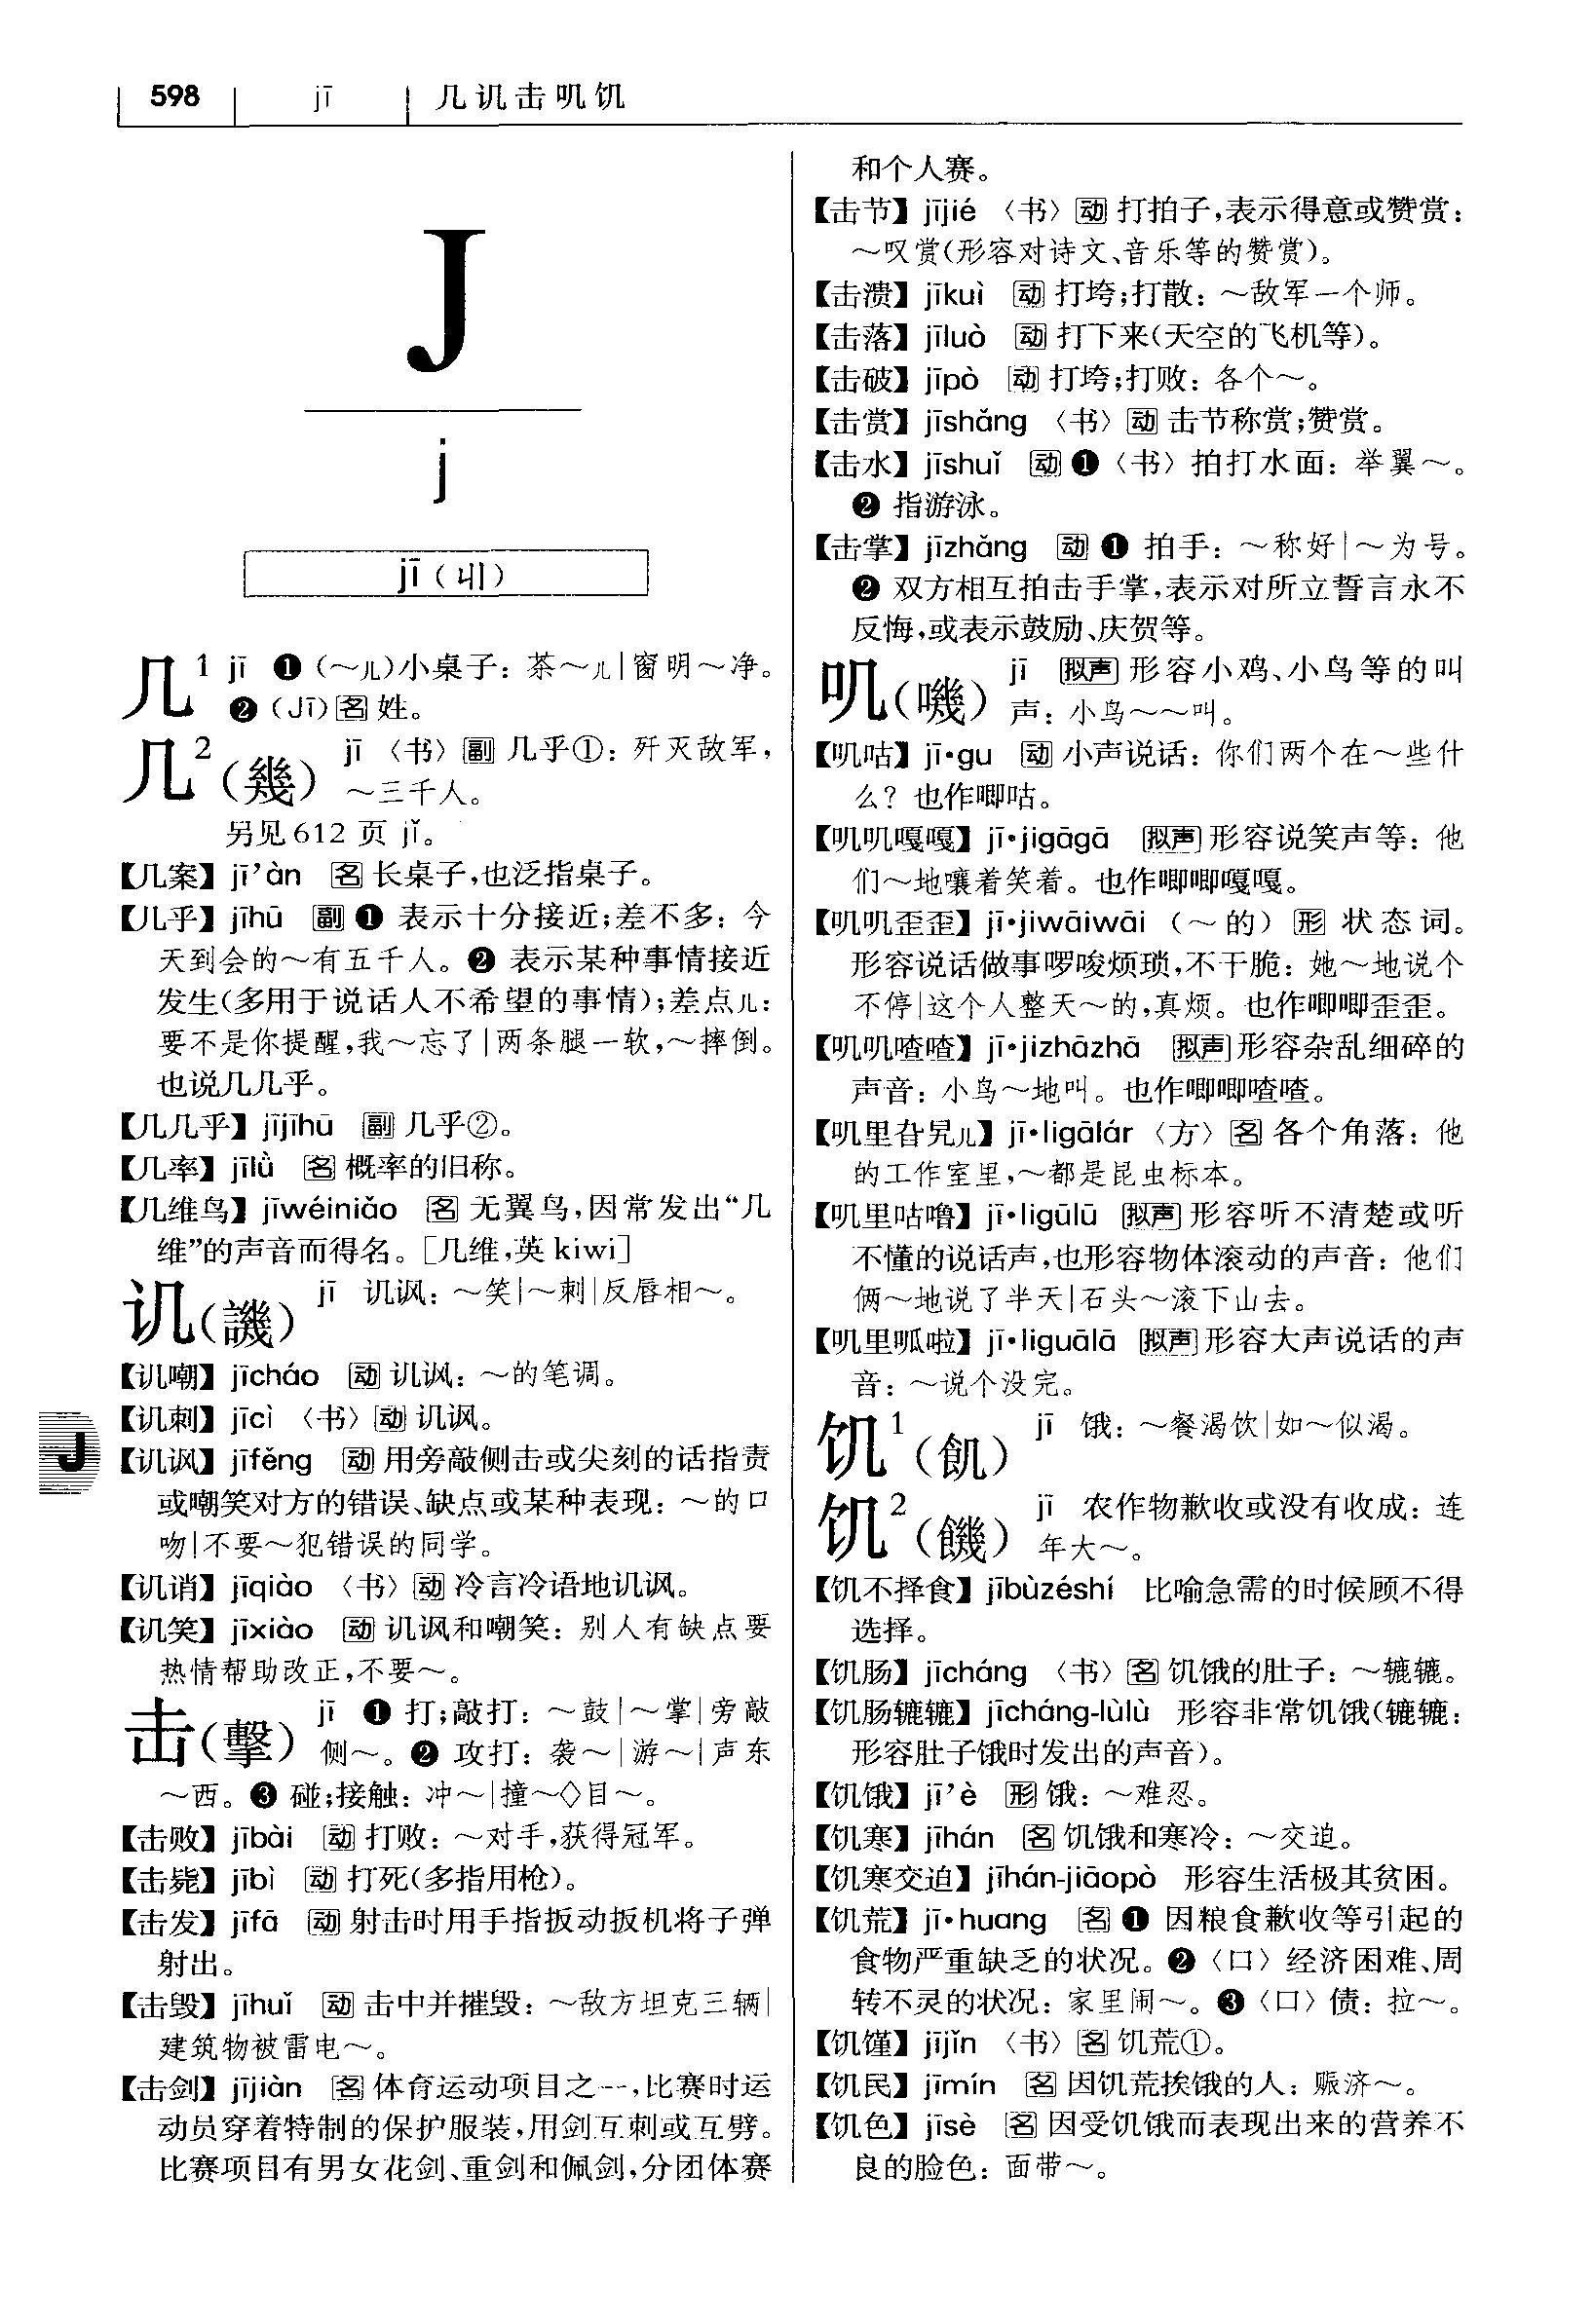 598 jī 几讥击叽饥
J
j
jī（ㄐㄧ）
几¹ jī ❶（～儿）小桌子：茶～儿|窗明～净。
❷（Jī）名 姓。
几²（幾） jī 〈书〉副 几乎①：歼灭敌军，
～三千人。
另见612页 jǐ。
【几案】jī’àn 名 长桌子，也泛指桌子。
【几乎】jīhū 副 ❶ 表示十分接近；差不多：今
天到会的～有五千人。❷ 表示某种事情接近
发生（多用于说话人不希望的事情）；差点儿：
要不是你提醒，我～忘了|两条腿一软，～摔倒。
也说几几乎。
【几几乎】jījīhū 副 几乎②。
【几率】jīlǜ 名 概率的旧称。
【几维鸟】jīwéiniǎo 名 无翼鸟，因常发出“几
维”的声音而得名。［几维，英 kiwi］
讥（譏） jī 讥讽：～笑|～刺|反唇相～。
【讥嘲】jīcháo 动 讥讽：～的笔调。
【讥刺】jīcì 〈书〉动 讥讽。
J
【讥讽】jīfěng 动 用旁敲侧击或尖刻的话指责
或嘲笑对方的错误、缺点或某种表现：～的口
吻|不要～犯错误的同学。
【讥诮】jīqiào 〈书〉动 冷言冷语地讥讽。
【讥笑】jīxiào 动 讥讽和嘲笑：别人有缺点要
热情帮助改正，不要～。
击（擊） jī ❶ 打；敲打：～鼓|～掌|旁敲
侧～。❷ 攻打：袭～|游～|声东
～西。❸ 碰；接触：冲～|撞～◇目～。
【击败】jībài 动 打败：～对手，获得冠军。
【击毙】jībì 动 打死（多指用枪）。
【击发】jīfā 动 射击时用手指扳动扳机将子弹
射出。
【击毁】jīhuǐ 动 击中并摧毁：～敌方坦克三辆|
建筑物被雷电～。
【击剑】jījiàn 名 体育运动项目之一，比赛时运
动员穿着特制的保护服装，用剑互刺或互劈。
比赛项目有男女花剑、重剑和佩剑，分团体赛
和个人赛。
【击节】jījié 〈书〉动 打拍子，表示得意或赞赏：
～叹赏（形容对诗文、音乐等的赞赏）。
【击溃】jīkuì 动 打垮；打散：～敌军一个师。
【击落】jīluò 动 打下来（天空的飞机等）。
【击破】jīpò 动 打垮；打败：各个～。
【击赏】jīshǎng 〈书〉动 击节称赏；赞赏。
【击水】jīshuǐ 动 ❶〈书〉拍打水面：举翼～。
❷ 指游泳。
【击掌】jīzhǎng 动 ❶ 拍手：～称好|～为号。
❷ 双方相互拍击手掌，表示对所立誓言永不
反悔，或表示鼓励、庆贺等。
叽（嘰） jī 拟声 形容小鸡、小鸟等的叫
声：小鸟～～叫。
【叽咕】jī·gu 动 小声说话：你们两个在～些什
么？也作唧咕。
【叽叽嘎嘎】jī·jigāgā 拟声 形容说笑声等：他
们～地嚷着笑着。也作唧唧嘎嘎。
【叽叽歪歪】jī·jiwāiwāi（～的）形 状态词。
形容说话做事啰唆烦琐，不干脆：她～地说个
不停|这个人整天～的，真烦。也作唧唧歪歪。
【叽叽喳喳】jī·jizhāzhā 拟声 形容杂乱细碎的
声音：小鸟～地叫。也作唧唧喳喳。
【叽里旮旯儿】jī·ligālár〈方〉名 各个角落：他
的工作室里，～都是昆虫标本。
【叽里咕噜】jī·ligūlū 拟声 形容听不清楚或听
不懂的说话声，也形容物体滚动的声音：他们
俩～地说了半天|石头～滚下山去。
【叽里呱啦】jī·liguālā 拟声 形容大声说话的声
音：～说个没完。
饥¹（飢） jī 饿：～餐渴饮|如～似渴。
饥²（饑） jī 农作物歉收或没有收成：连
年大～。
【饥不择食】jībùzéshí 比喻急需的时候顾不得
选择。
【饥肠】jīcháng 〈书〉名 饥饿的肚子：～辘辘。
【饥肠辘辘】jīcháng-lùlù 形容非常饥饿（辘辘：
形容肚子饿时发出的声音）。
【饥饿】jī’è 形 饿：～难忍。
【饥寒】jīhán 名 饥饿和寒冷：～交迫。
【饥寒交迫】jīhán-jiāopò 形容生活极其贫困。
【饥荒】jī·huang 名 ❶ 因粮食歉收等引起的
食物严重缺乏的状况。❷〈口〉经济困难、周
转不灵的状况：家里闹～。❸〈口〉债：拉～。
【饥馑】jījǐn 〈书〉名 饥荒①。
【饥民】jīmín 名 因饥荒挨饿的人：赈济～。
【饥色】jīsè 名 因受饥饿而表现出来的营养不
良的脸色：面带～。